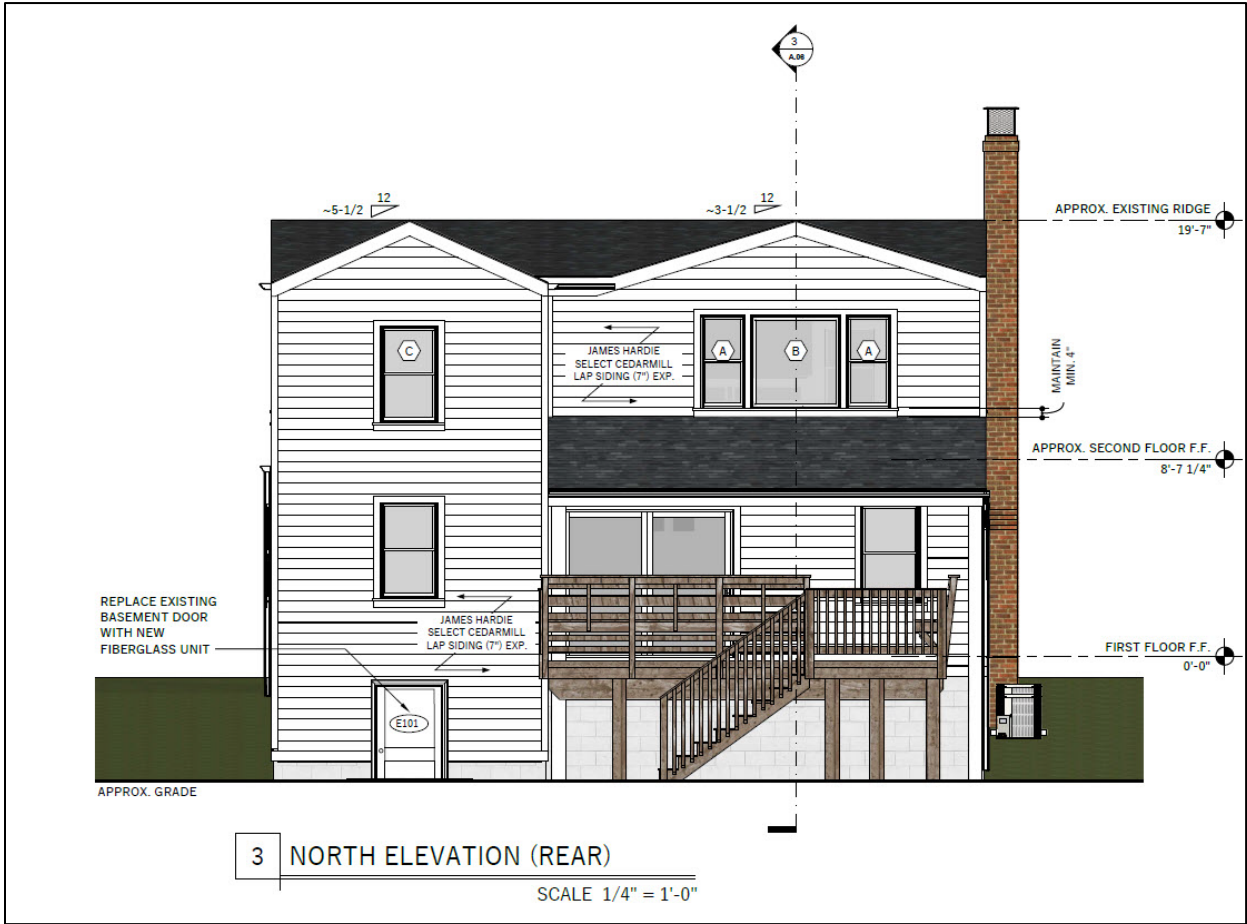 3
A.06
12
~5-1/2
12
~3-1/2
APPROX. EXISTING RIDGE
19'-7"
C
A
B
A
JAMES HARDIE
SELECT CEDARMILL
LAP SIDING (7") EXP.
MAINTAIN
MIN. 4"
APPROX. SECOND FLOOR F.F.
8'-7 1/4"
REPLACE EXISTING
BASEMENT DOOR
WITH NEW
FIBERGLASS UNIT
JAMES HARDIE
SELECT CEDARMILL
LAP SIDING (7") EXP.
FIRST FLOOR F.F.
0'-0"
E101
APPROX. GRADE
3 NORTH ELEVATION (REAR)
SCALE 1/4" = 1'-0"